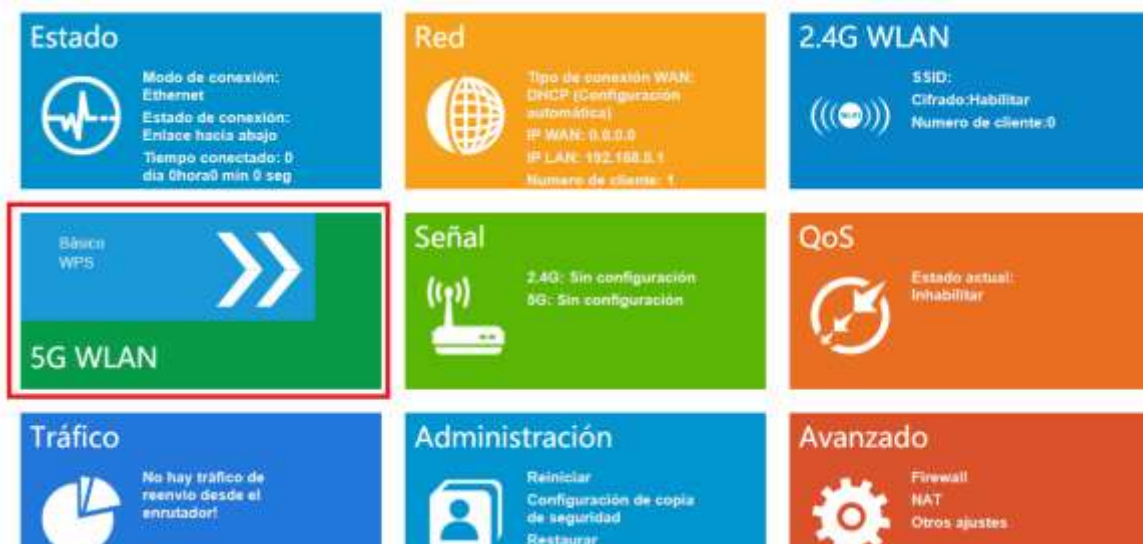 Estado
Modo de conexión:
Ethernet
Estado de conexión:
Enlace hacia abajo
Tiempo conectado: 0
dia 0hora0 min 0 seg
Red
Tipo de conexión WAN:
DHCP (Configuración
automática)
IP WAN: 0.0.0.0
IP LAN: 192.168.0.1
Numero de cliente: 1
2.4G WLAN
SSID:
Cifrado:Habilitar
Numero de cliente:0
Básico
WPS
5G WLAN
Señal
2.4G: Sin configuración
5G: Sin configuración
QoS
Estado actual:
Inhabilitar
Tráfico
No hay tráfico de
reenvio desde el
enrutador!
Administración
Reiniciar
Configuración de copia
de seguridad
Restaurar
Avanzado
Firewall
NAT
Otros ajustes